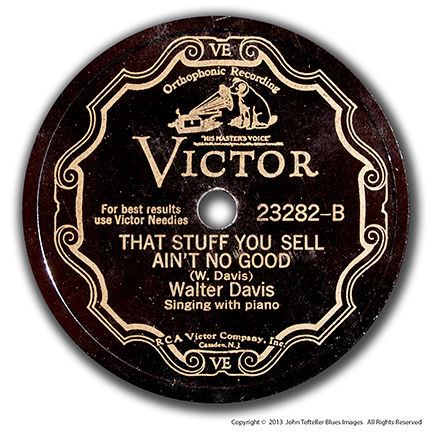 VE
Orthophonic Recording
"HIS MASTER'S VOICE"
VICTOR
For best results
use Victor Needles
23282-B
THAT STUFF YOU SELL
AIN'T NO GOOD
(W. Davis)
Walter Davis
Singing with piano
RCA Victor Company, Inc.
Camden, N.J.
VE
Copyright © 2013 John Tefteller Blues Images All Rights Reserved